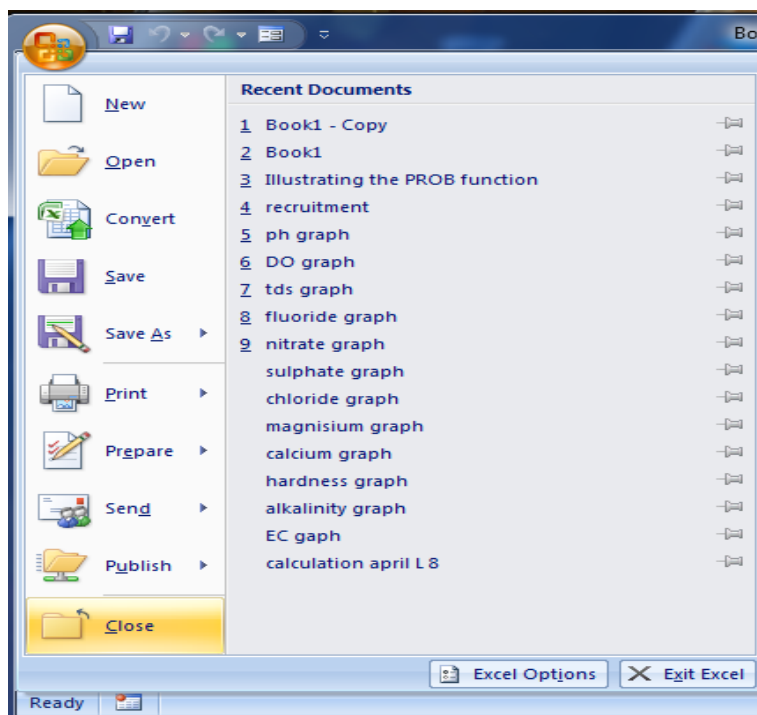 Bo
New
Open
Convert
Save
Save As
Print
Prepare
Send
Publish
Close
Recent Documents
1 Book1 - Copy
2 Book1
3 Illustrating the PROB function
4 recruitment
5 ph graph
6 DO graph
7 tds graph
8 fluoride graph
9 nitrate graph
sulphate graph
chloride graph
magnisium graph
calcium graph
hardness graph
alkalinity graph
EC gaph
calculation april L 8
Excel Options
Exit Excel
Ready